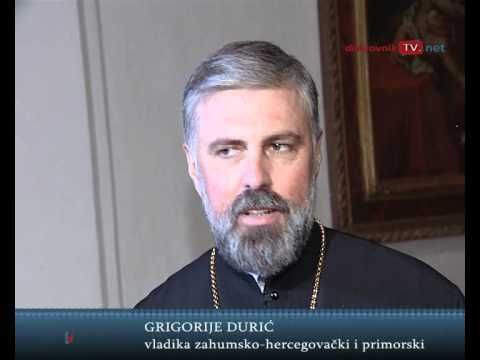 dubrovnikTV.net
GRIGORIJE DURIĆ
vladika zahumsko-hercegovački i primorski